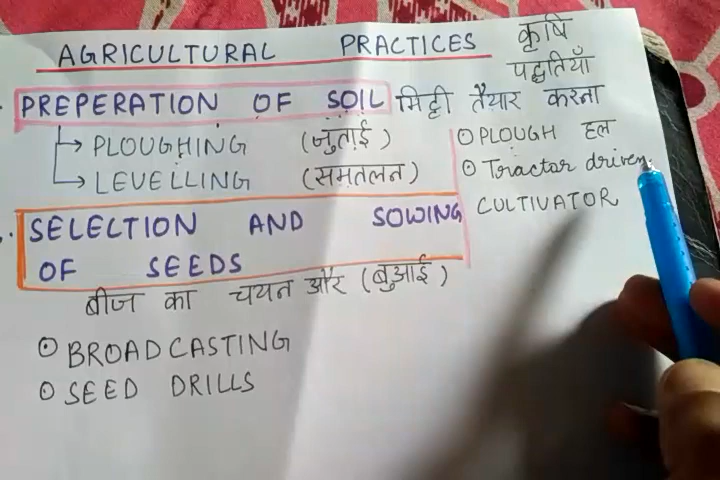 AGRICULTURAL PRACTICES कृषि
पद्धतियाँ
PREPERATION OF SOIL मिट्टी तैयार करना
PLOUGHING (जुताई)
LEVELLING (समतलन)
PLOUGH हल
Tractor driven
CULTIVATOR
SELECTION AND SOWING
OF SEEDS
बीज का चयन और (बुआई)
BROADCASTING
SEED DRILLS